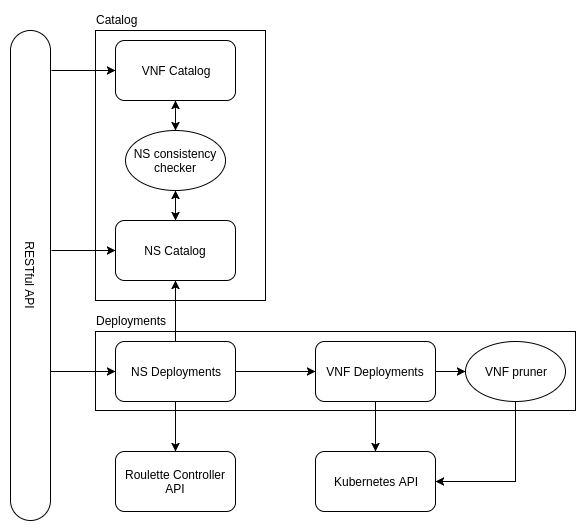 Catalog
VNF Catalog
NS consistency
checker
NS Catalog
RESTful API
Deployments
NS Deployments
VNF Deployments
VNF pruner
Roulette Controller
API
Kubernetes API